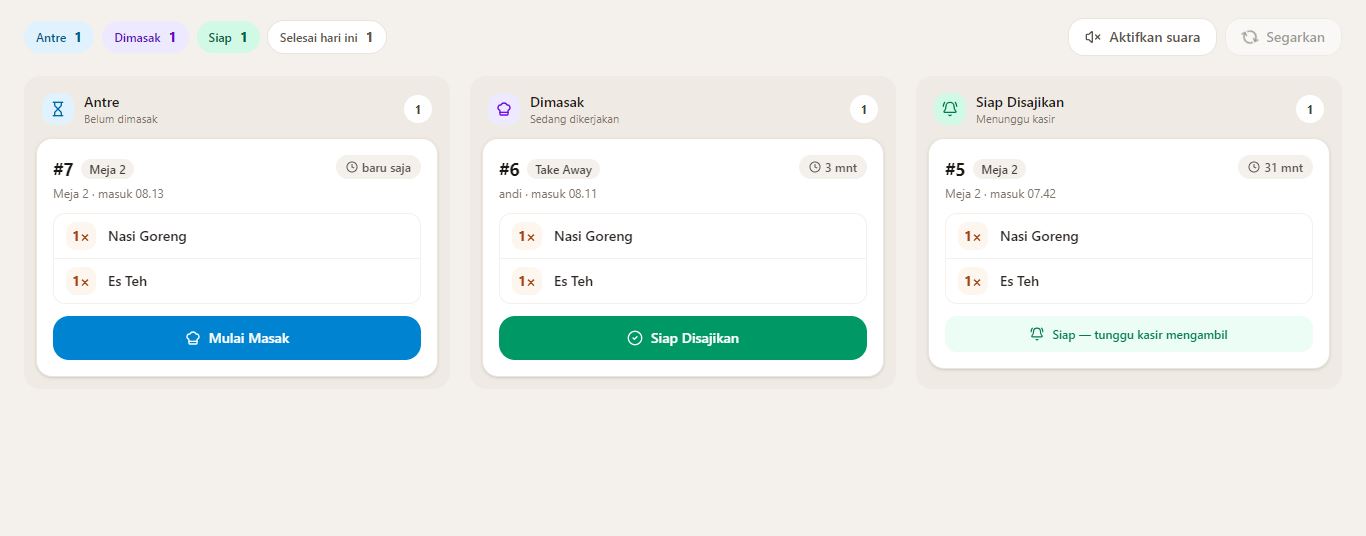 Antre 1 Dimasak 1 Siap 1 Selesai hari ini 1 Aktifkan suara Segarkan
Antre
Belum dimasak
1
#7 Meja 2 baru saja
Meja 2 · masuk 08.13
1× Nasi Goreng
1× Es Teh
Mulai Masak
Dimasak
Sedang dikerjakan
1
#6 Take Away 3 mnt
andi · masuk 08.11
1× Nasi Goreng
1× Es Teh
Siap Disajikan
Siap Disajikan
Menunggu kasir
1
#5 Meja 2 31 mnt
Meja 2 · masuk 07.42
1× Nasi Goreng
1× Es Teh
Siap — tunggu kasir mengambil